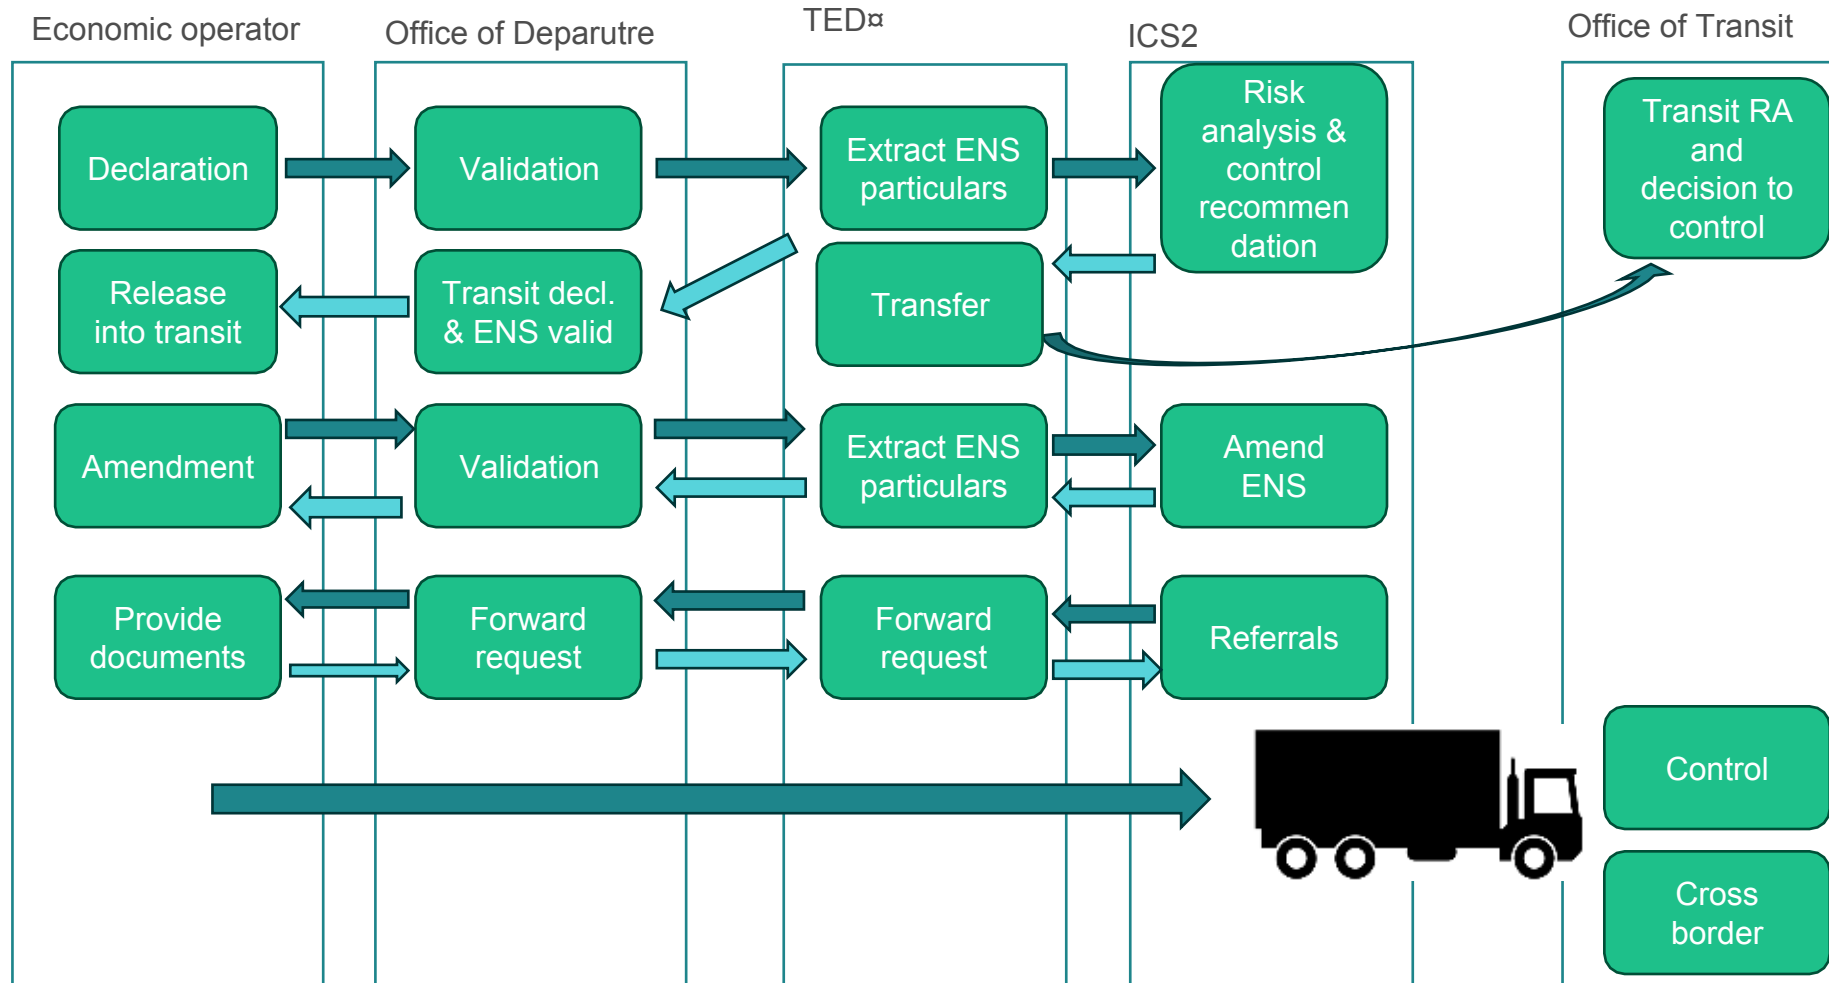 Economic operator
Office of Deparutre
TED¤
ICS2
Office of Transit
Declaration
Validation
Extract ENS
particulars
Risk
analysis &
control
recommen
dation
Transit RA
and
decision to
control
Release
into transit
Transit decl.
& ENS valid
Transfer
Amendment
Validation
Extract ENS
particulars
Amend
ENS
Provide
documents
Forward
request
Forward
request
Referrals
Control
Cross
border